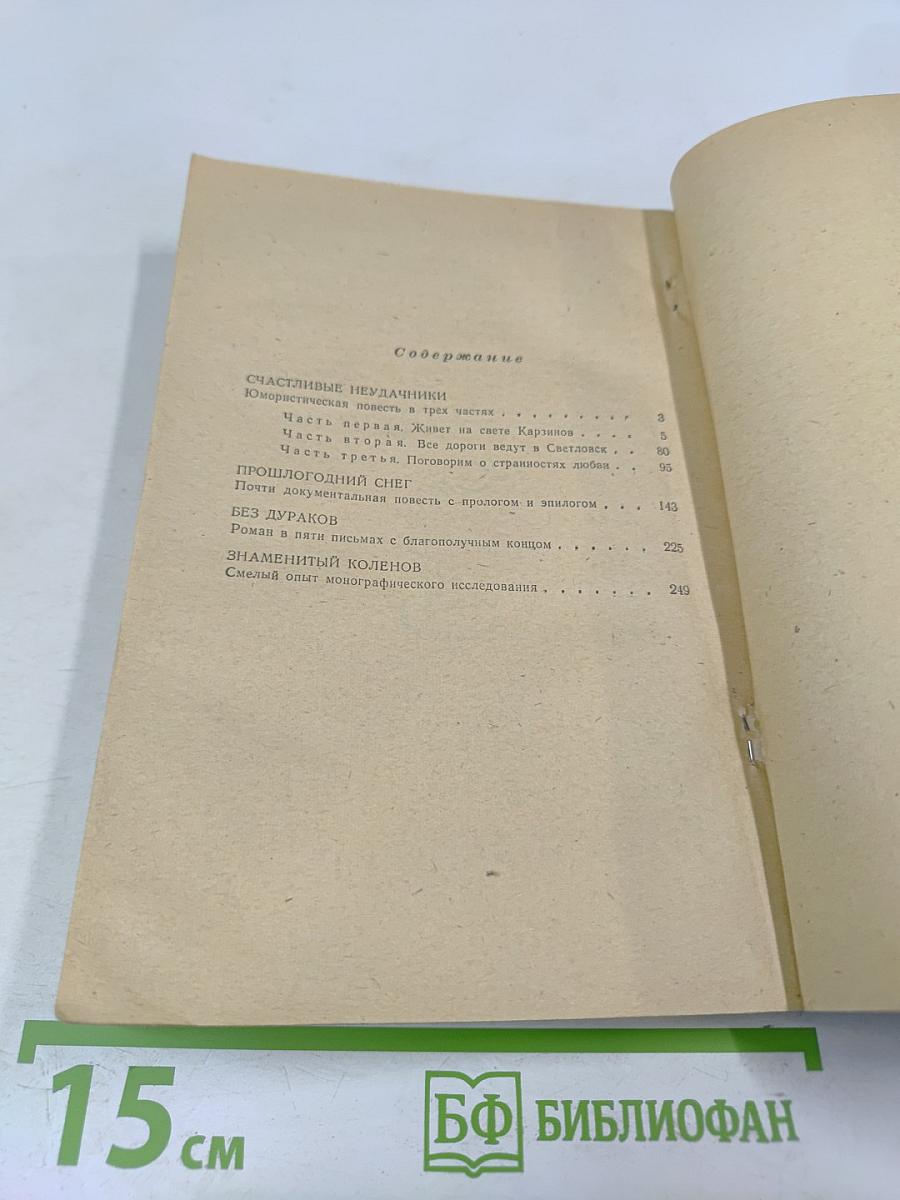 Содержание
СЧАСТЛИВЫЕ НЕУДАЧНИКИ
Юмористическая повесть в трех частях . . . . . . . . . 3
Часть первая. Живет на свете Карзинов . . . . 5
Часть вторая. Все дороги ведут в Светловск . . 80
Часть третья. Поговорим о странностях любви . . 95
ПРОШЛОГОДНИЙ СНЕГ
Почти документальная повесть с прологом и эпилогом . . . 143
БЕЗ ДУРАКОВ
Роман в пяти письмах с благополучным концом . . . . . . 225
ЗНАМЕНИТЫЙ КОЛЕНОВ
Смелый опыт монографического исследования . . . . . . . 249
15 см
БФ БИБЛИОФАН